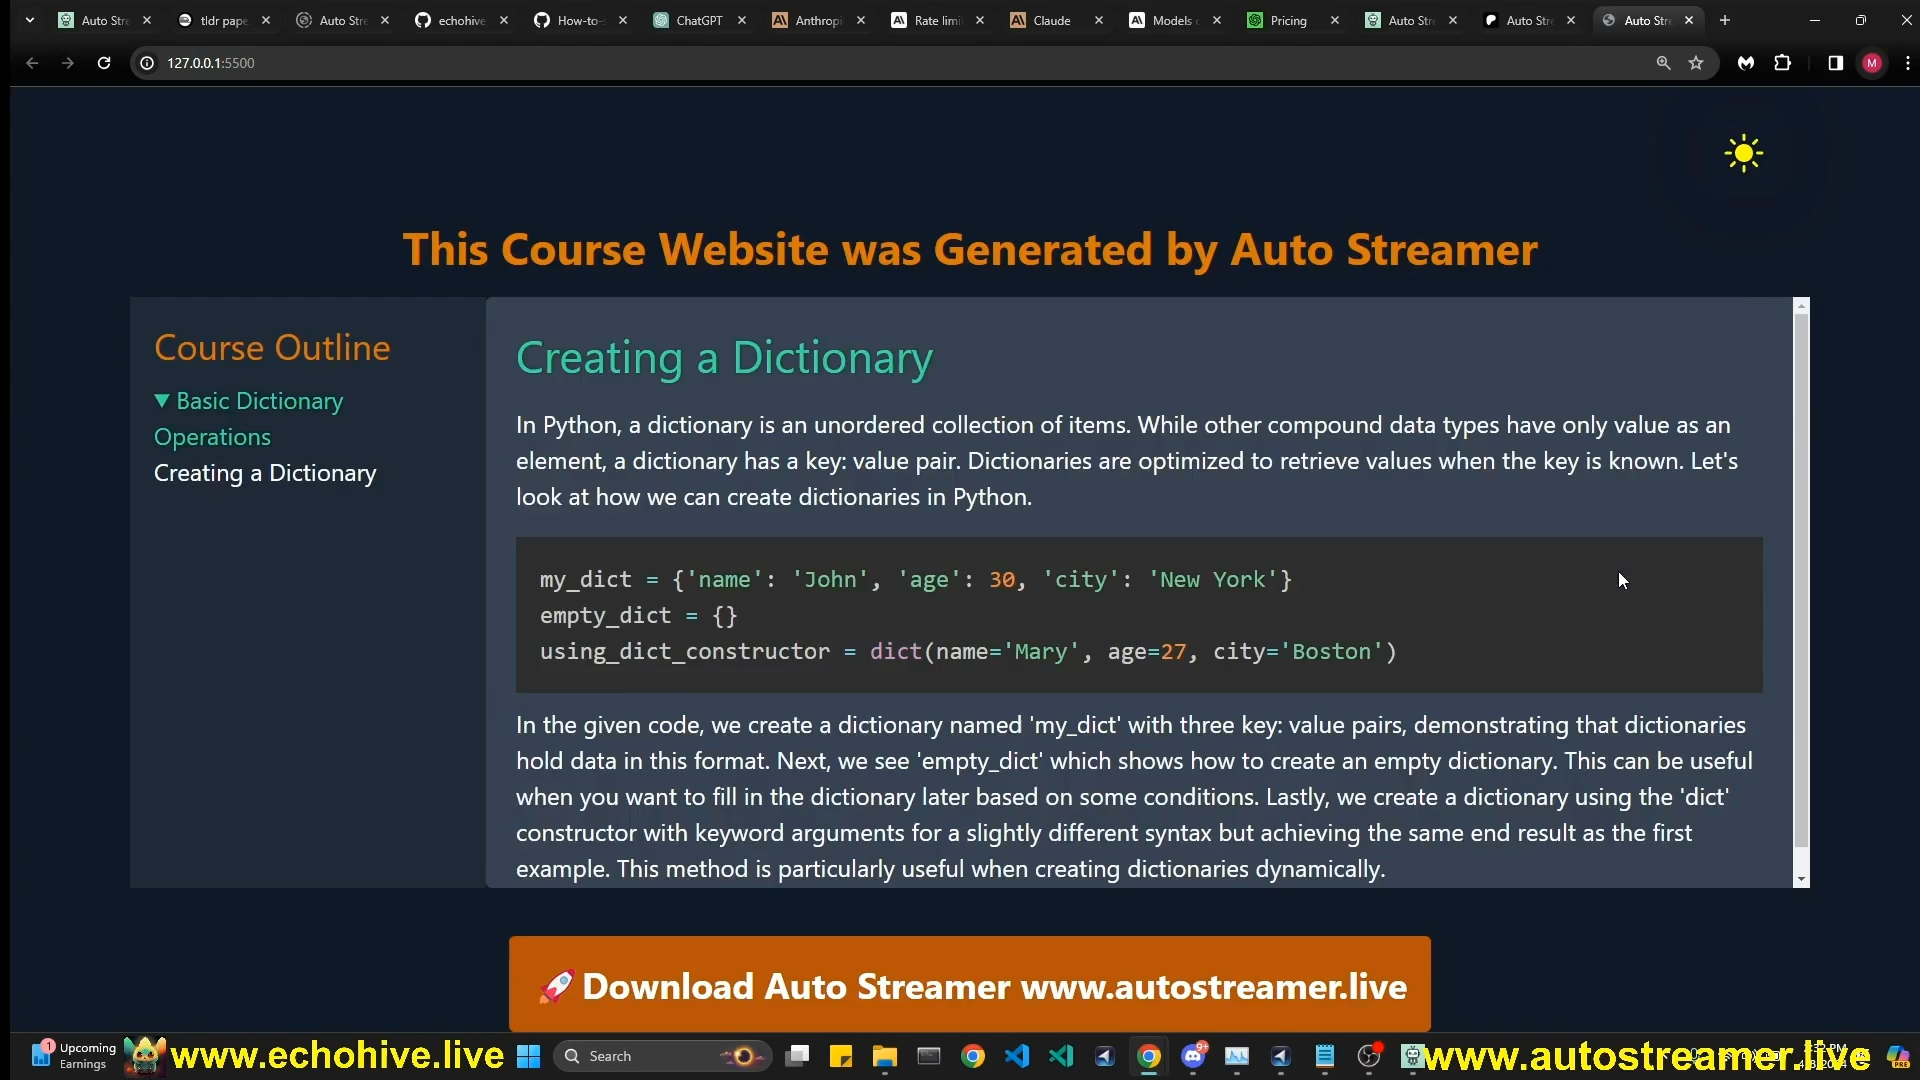 Auto Stre
tldr pape
Auto Stre
echohive
How-to-
ChatGPT
Anthropi
Rate limi
Claude
Models
Pricing
Auto Stre
Auto Stre
Auto Stre
127.0.0.1:5500
M
This Course Website was Generated by Auto Streamer
Course Outline
▼ Basic Dictionary
Operations
Creating a Dictionary
Creating a Dictionary
In Python, a dictionary is an unordered collection of items. While other compound data types have only value as an
element, a dictionary has a key: value pair. Dictionaries are optimized to retrieve values when the key is known. Let's
look at how we can create dictionaries in Python.
my_dict = {'name': 'John', 'age': 30, 'city': 'New York'}
empty_dict = {}
using_dict_constructor = dict(name='Mary', age=27, city='Boston')
In the given code, we create a dictionary named 'my_dict' with three key: value pairs, demonstrating that dictionaries
hold data in this format. Next, we see 'empty_dict' which shows how to create an empty dictionary. This can be useful
when you want to fill in the dictionary later based on some conditions. Lastly, we create a dictionary using the 'dict'
constructor with keyword arguments for a slightly different syntax but achieving the same end result as the first
example. This method is particularly useful when creating dictionaries dynamically.
🚀Download Auto Streamer www.autostreamer.live
1
Upcoming
Earnings
www.echohive.live
Search
9+
www.autostreamer.live
PRE